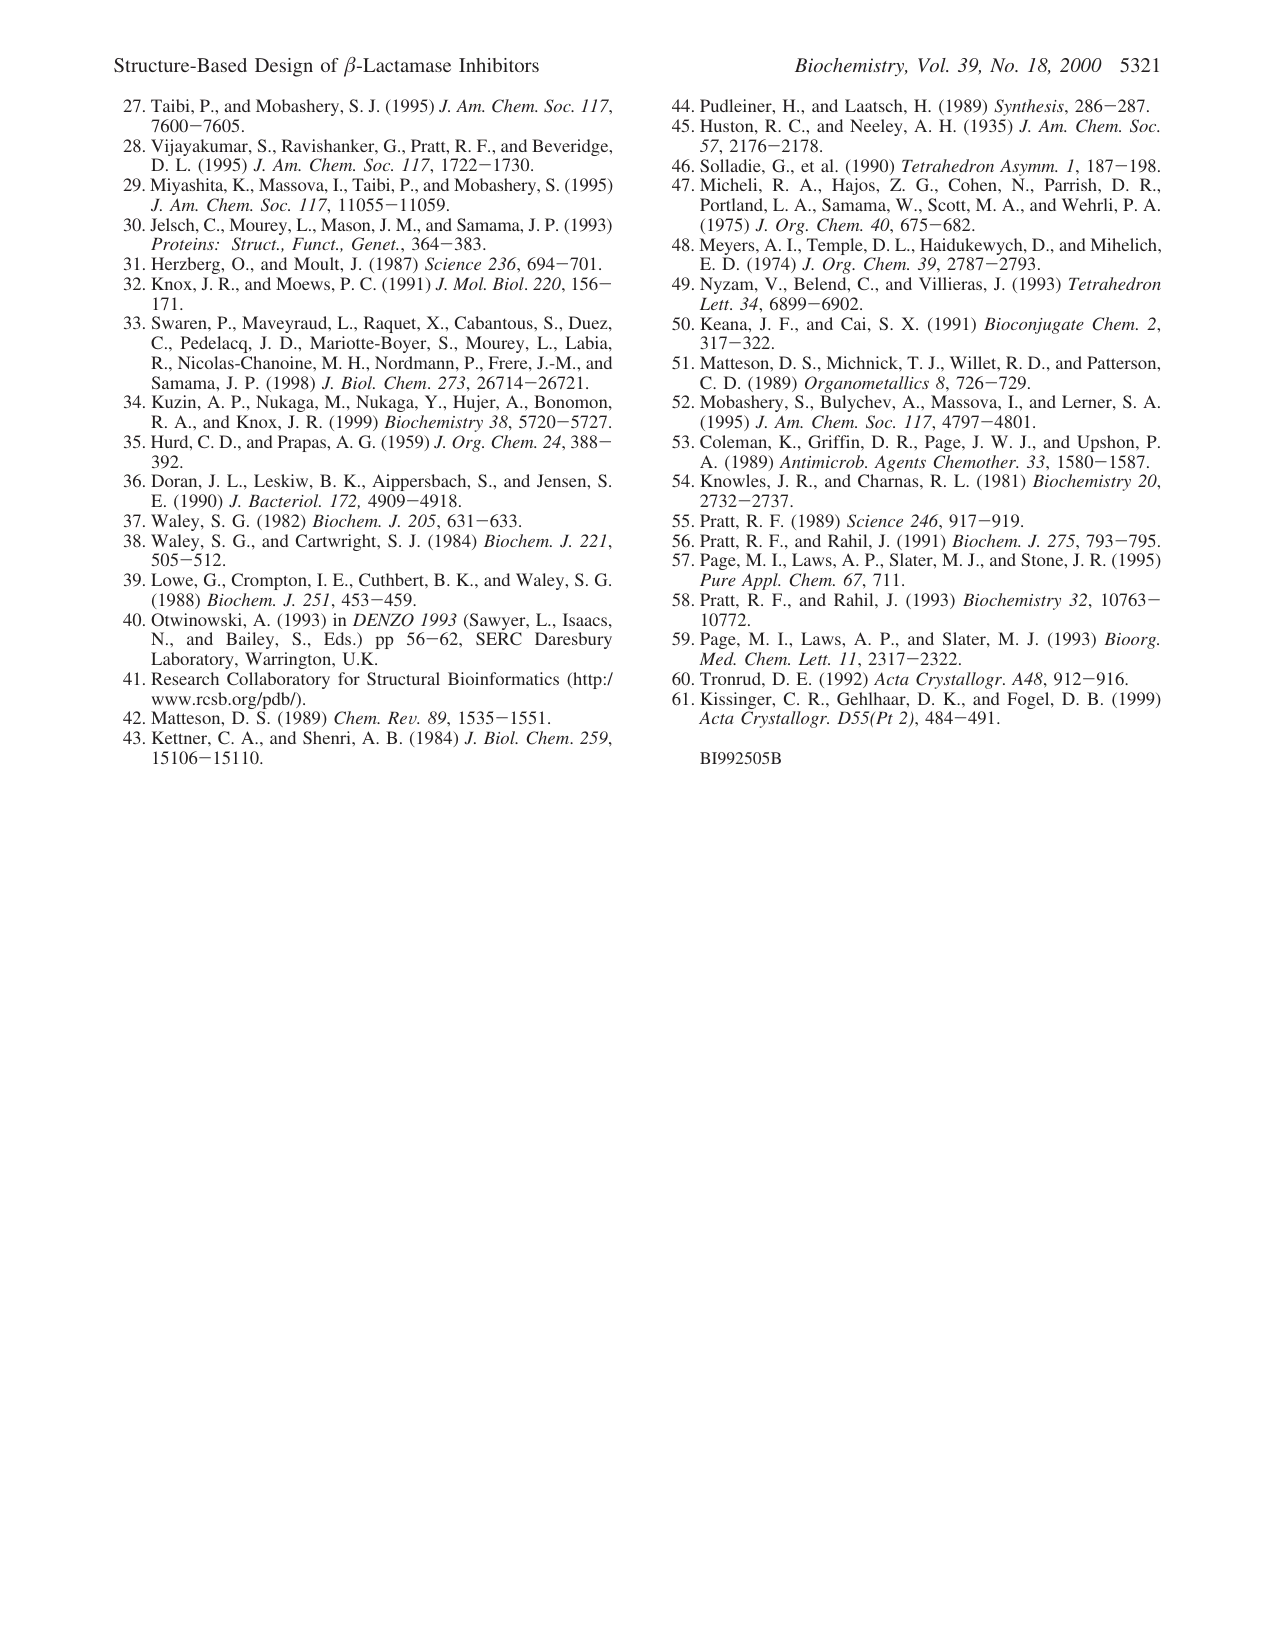 Structure-Based Design of β-Lactamase Inhibitors
Biochemistry, Vol. 39, No. 18, 2000 5321
27. Taibi, P., and Mobashery, S. J. (1995) J. Am. Chem. Soc. 117,
7600−7605.
28. Vijayakumar, S., Ravishanker, G., Pratt, R. F., and Beveridge,
D. L. (1995) J. Am. Chem. Soc. 117, 1722−1730.
29. Miyashita, K., Massova, I., Taibi, P., and Mobashery, S. (1995)
J. Am. Chem. Soc. 117, 11055−11059.
30. Jelsch, C., Mourey, L., Mason, J. M., and Samama, J. P. (1993)
Proteins: Struct., Funct., Genet., 364−383.
31. Herzberg, O., and Moult, J. (1987) Science 236, 694−701.
32. Knox, J. R., and Moews, P. C. (1991) J. Mol. Biol. 220, 156−
171.
33. Swaren, P., Maveyraud, L., Raquet, X., Cabantous, S., Duez,
C., Pedelacq, J. D., Mariotte-Boyer, S., Mourey, L., Labia,
R., Nicolas-Chanoine, M. H., Nordmann, P., Frere, J.-M., and
Samama, J. P. (1998) J. Biol. Chem. 273, 26714−26721.
34. Kuzin, A. P., Nukaga, M., Nukaga, Y., Hujer, A., Bonomon,
R. A., and Knox, J. R. (1999) Biochemistry 38, 5720−5727.
35. Hurd, C. D., and Prapas, A. G. (1959) J. Org. Chem. 24, 388−
392.
36. Doran, J. L., Leskiw, B. K., Aippersbach, S., and Jensen, S.
E. (1990) J. Bacteriol. 172, 4909−4918.
37. Waley, S. G. (1982) Biochem. J. 205, 631−633.
38. Waley, S. G., and Cartwright, S. J. (1984) Biochem. J. 221,
505−512.
39. Lowe, G., Crompton, I. E., Cuthbert, B. K., and Waley, S. G.
(1988) Biochem. J. 251, 453−459.
40. Otwinowski, A. (1993) in DENZO 1993 (Sawyer, L., Isaacs,
N., and Bailey, S., Eds.) pp 56−62, SERC Daresbury
Laboratory, Warrington, U.K.
41. Research Collaboratory for Structural Bioinformatics (http:/
www.rcsb.org/pdb/).
42. Matteson, D. S. (1989) Chem. Rev. 89, 1535−1551.
43. Kettner, C. A., and Shenri, A. B. (1984) J. Biol. Chem. 259,
15106−15110.
44. Pudleiner, H., and Laatsch, H. (1989) Synthesis, 286−287.
45. Huston, R. C., and Neeley, A. H. (1935) J. Am. Chem. Soc.
57, 2176−2178.
46. Solladie, G., et al. (1990) Tetrahedron Asymm. 1, 187−198.
47. Micheli, R. A., Hajos, Z. G., Cohen, N., Parrish, D. R.,
Portland, L. A., Samama, W., Scott, M. A., and Wehrli, P. A.
(1975) J. Org. Chem. 40, 675−682.
48. Meyers, A. I., Temple, D. L., Haidukewych, D., and Mihelich,
E. D. (1974) J. Org. Chem. 39, 2787−2793.
49. Nyzam, V., Belend, C., and Villieras, J. (1993) Tetrahedron
Lett. 34, 6899−6902.
50. Keana, J. F., and Cai, S. X. (1991) Bioconjugate Chem. 2,
317−322.
51. Matteson, D. S., Michnick, T. J., Willet, R. D., and Patterson,
C. D. (1989) Organometallics 8, 726−729.
52. Mobashery, S., Bulychev, A., Massova, I., and Lerner, S. A.
(1995) J. Am. Chem. Soc. 117, 4797−4801.
53. Coleman, K., Griffin, D. R., Page, J. W. J., and Upshon, P.
A. (1989) Antimicrob. Agents Chemother. 33, 1580−1587.
54. Knowles, J. R., and Charnas, R. L. (1981) Biochemistry 20,
2732−2737.
55. Pratt, R. F. (1989) Science 246, 917−919.
56. Pratt, R. F., and Rahil, J. (1991) Biochem. J. 275, 793−795.
57. Page, M. I., Laws, A. P., Slater, M. J., and Stone, J. R. (1995)
Pure Appl. Chem. 67, 711.
58. Pratt, R. F., and Rahil, J. (1993) Biochemistry 32, 10763−
10772.
59. Page, M. I., Laws, A. P., and Slater, M. J. (1993) Bioorg.
Med. Chem. Lett. 11, 2317−2322.
60. Tronrud, D. E. (1992) Acta Crystallogr. A48, 912−916.
61. Kissinger, C. R., Gehlhaar, D. K., and Fogel, D. B. (1999)
Acta Crystallogr. D55(Pt 2), 484−491.
BI992505B